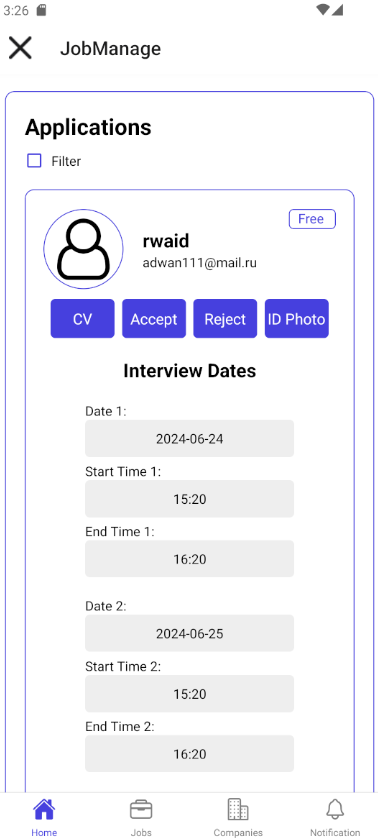 3:26
JobManage
Applications
Filter
Free
rwaid
adwan111@mail.ru
CV Accept Reject ID Photo
Interview Dates
Date 1:
2024-06-24
Start Time 1:
15:20
End Time 1:
16:20
Date 2:
2024-06-25
Start Time 2:
15:20
End Time 2:
16:20
Home Jobs Companies Notification